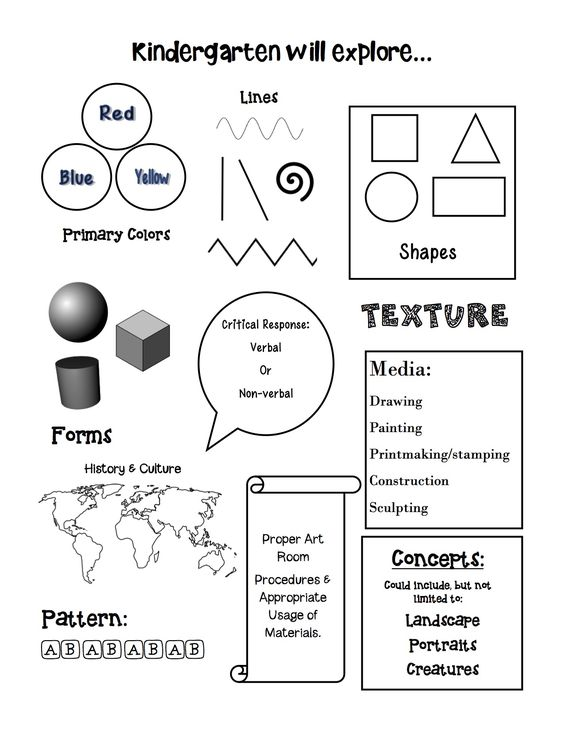 Kindergarten will explore...
Red
Blue
Yellow
Primary Colors
Lines
Shapes
Forms
Critical Response:
Verbal
Or
Non-verbal
TEXTURE
Media:
Drawing
Painting
Printmaking/stamping
Construction
Sculpting
History & Culture
Proper Art
Room
Procedures &
Appropriate
Usage of
Materials.
Concepts:
Could include, but not
limited to:
Landscape
Portraits
Creatures
Pattern:
ABABABAB